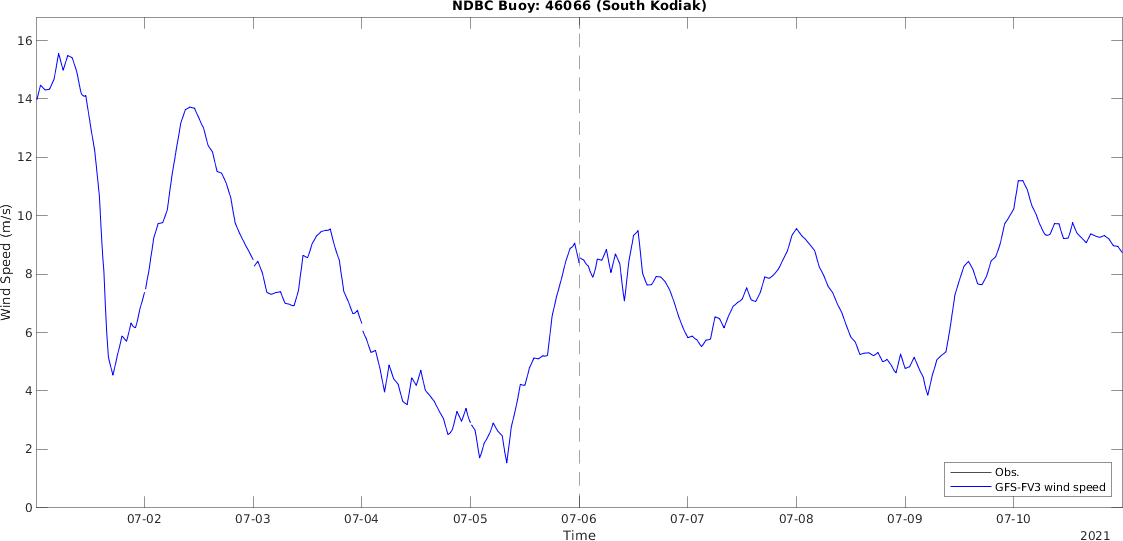 NDBC Buoy: 46066 (South Kodiak)
Wind Speed (m/s)
16
14
12
10
8
6
4
2
0
Obs.
GFS-FV3 wind speed
07-02 07-03 07-04 07-05 07-06 07-07 07-08 07-09 07-10
Time
2021